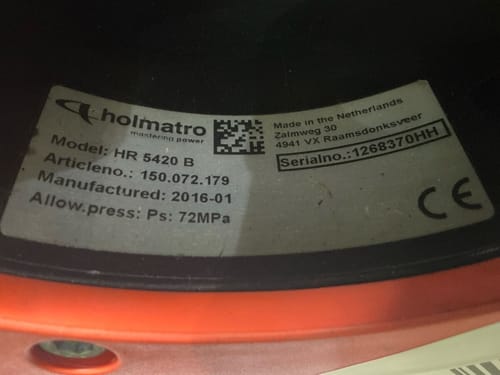 holmatro
mastering power
Model: HR 5420 B
Articleno.: 150.072.179
Manufactured: 2016-01
Allow.press: Ps: 72MPa
Made in the Netherlands
Zalmweg 30
4941 VX Raamsdonksveer
Serialno.:1268370HH
CE